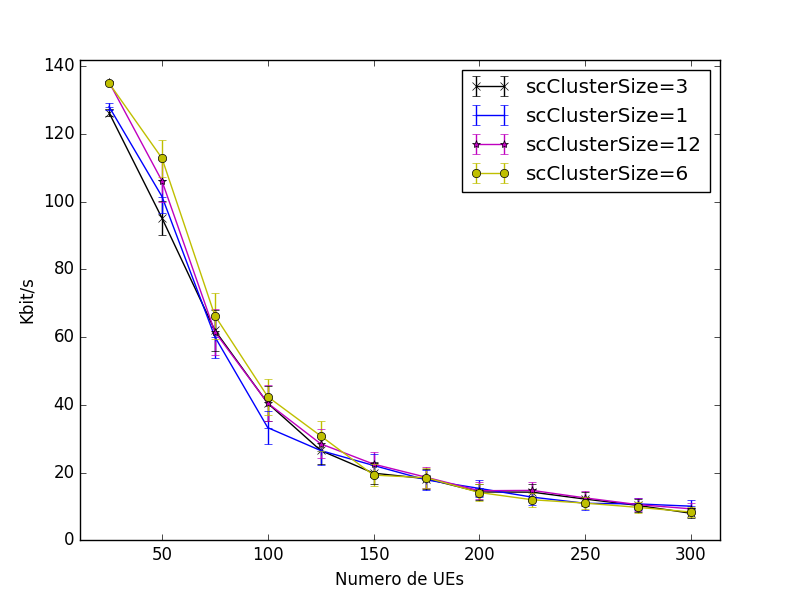 140
120
100
80
60
40
20
0
Kbit/s
scClusterSize=3
scClusterSize=1
scClusterSize=12
scClusterSize=6
50 100 150 200 250 300
Numero de UEs